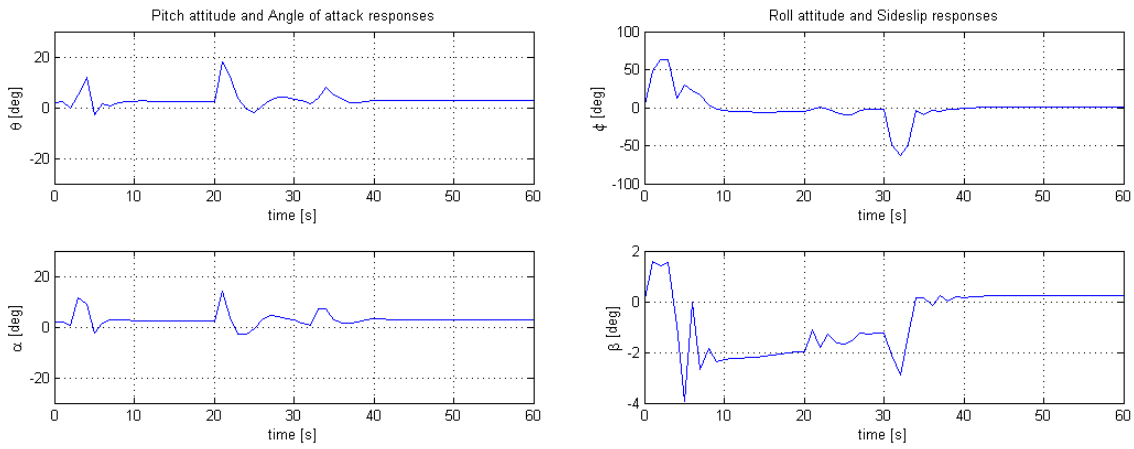 Pitch attitude and Angle of attack responses
20
0
-20
θ [deg]
0 10 20 30 40 50 60
time [s]
20
0
-20
α [deg]
0 10 20 30 40 50 60
time [s]
Roll attitude and Sideslip responses
100
50
0
-50
-100
ϕ [deg]
0 10 20 30 40 50 60
time [s]
2
0
-2
-4
β [deg]
0 10 20 30 40 50 60
time [s]